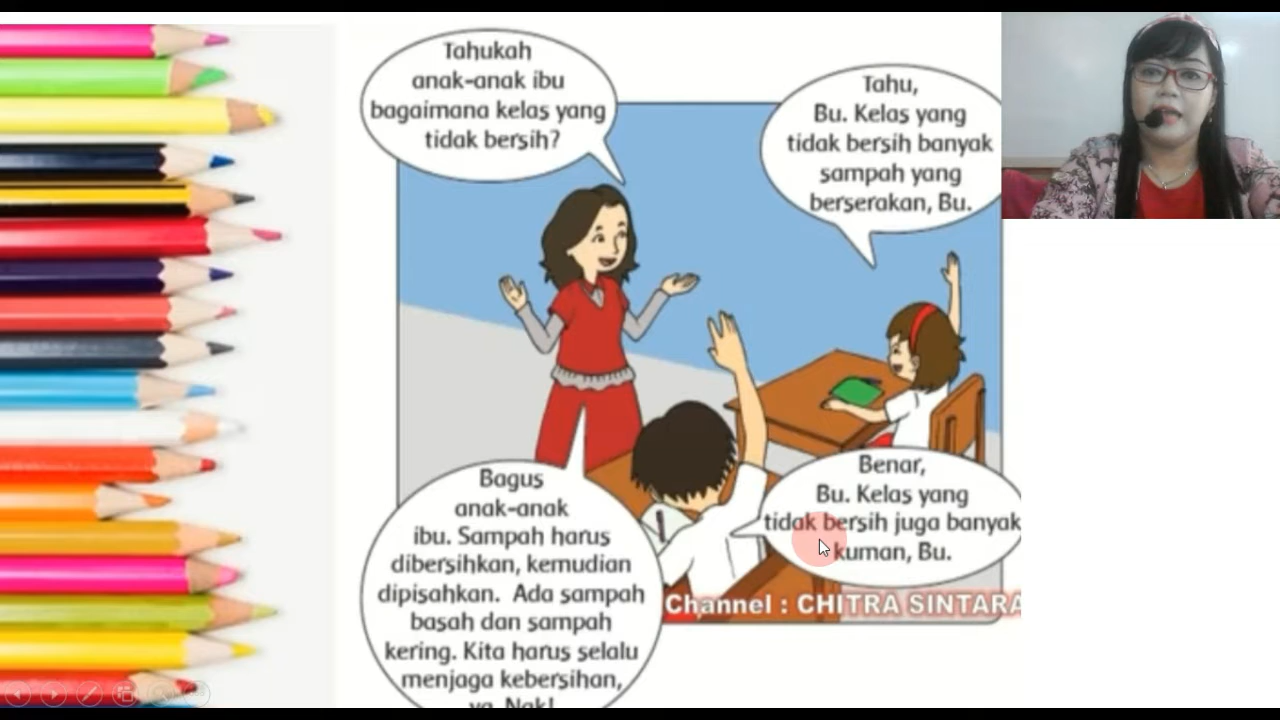 Tahukah
anak-anak ibu
bagaimana kelas yang
tidak bersih?
Tahu,
Bu. Kelas yang
tidak bersih banyak
sampah yang
berserakan, Bu.
Benar,
Bu. Kelas yang
tidak bersih juga banyak
kuman, Bu.
Bagus
anak-anak
ibu. Sampah harus
dibersihkan, kemudian
dipisahkan. Ada sampah
basah dan sampah
kering. Kita harus selalu
menjaga kebersihan,
ya, Nak!
Channel : CHITRA SINTARA